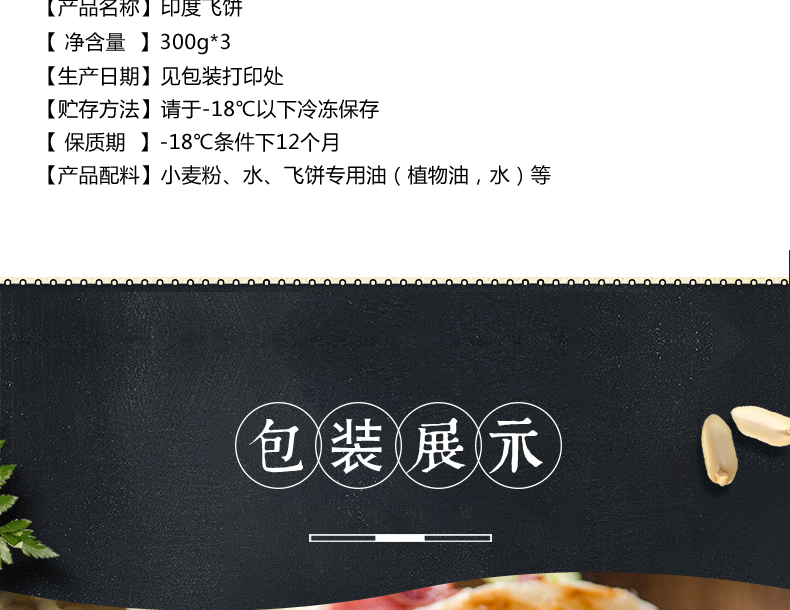 【产品名称】印度飞饼
【 净含量 】300g*3
【生产日期】见包装打印处
【贮存方法】请于-18℃以下冷冻保存
【 保质期 】-18℃条件下12个月
【产品配料】小麦粉、水、飞饼专用油（植物油，水）等
包装展示